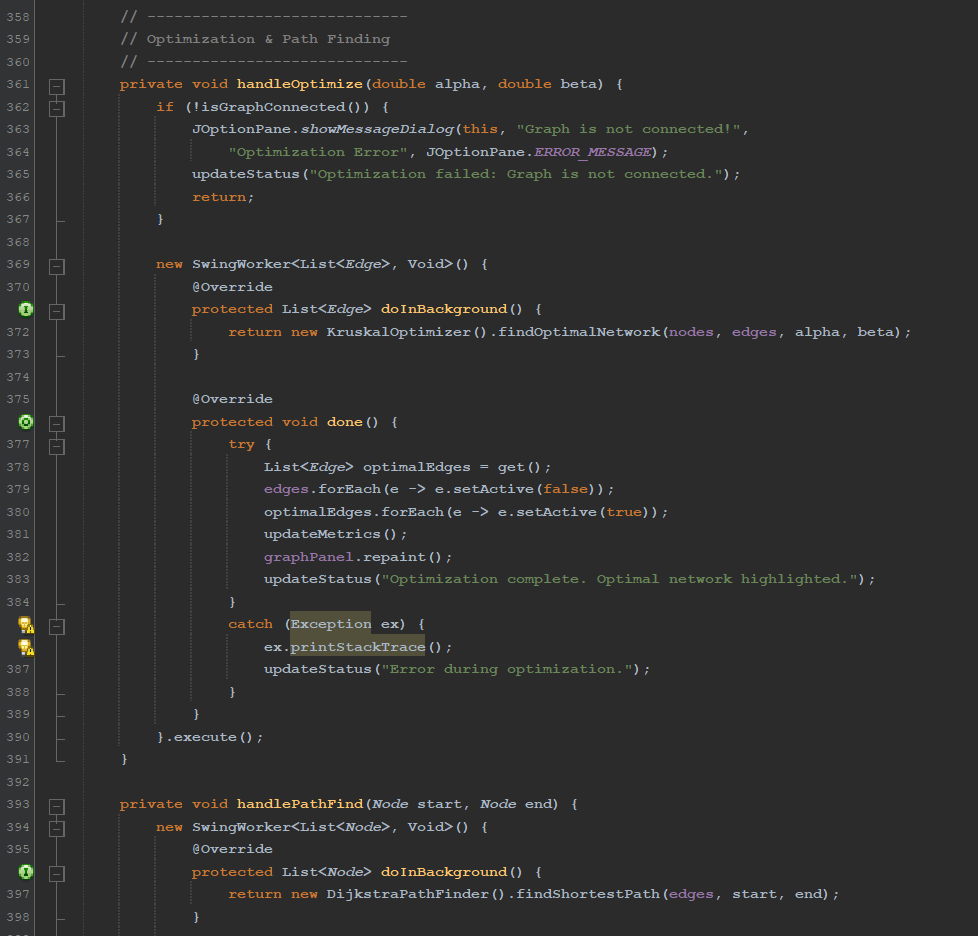 358 // -----------------------------
359 // Optimization & Path Finding
360 // -----------------------------
361 private void handleOptimize(double alpha, double beta) {
362 if (!isGraphConnected()) {
363 JOptionPane.showMessageDialog(this, "Graph is not connected!",
364 "Optimization Error", JOptionPane.ERROR_MESSAGE);
365 updateStatus("Optimization failed: Graph is not connected.");
366 return;
367 }
368
369 new SwingWorker<List<Edge>, Void>() {
370 @Override
protected List<Edge> doInBackground() {
372 return new KruskalOptimizer().findOptimalNetwork(nodes, edges, alpha, beta);
373 }
374
375 @Override
protected void done() {
377 try {
378 List<Edge> optimalEdges = get();
379 edges.forEach(e -> e.setActive(false));
380 optimalEdges.forEach(e -> e.setActive(true));
381 updateMetrics();
382 graphPanel.repaint();
383 updateStatus("Optimization complete. Optimal network highlighted.");
384 }
catch (Exception ex) {
ex.printStackTrace();
387 updateStatus("Error during optimization.");
388 }
389 }
390 }.execute();
391 }
392
393 private void handlePathFind(Node start, Node end) {
394 new SwingWorker<List<Node>, Void>() {
395 @Override
protected List<Node> doInBackground() {
397 return new DijkstraPathFinder().findShortestPath(edges, start, end);
398 }